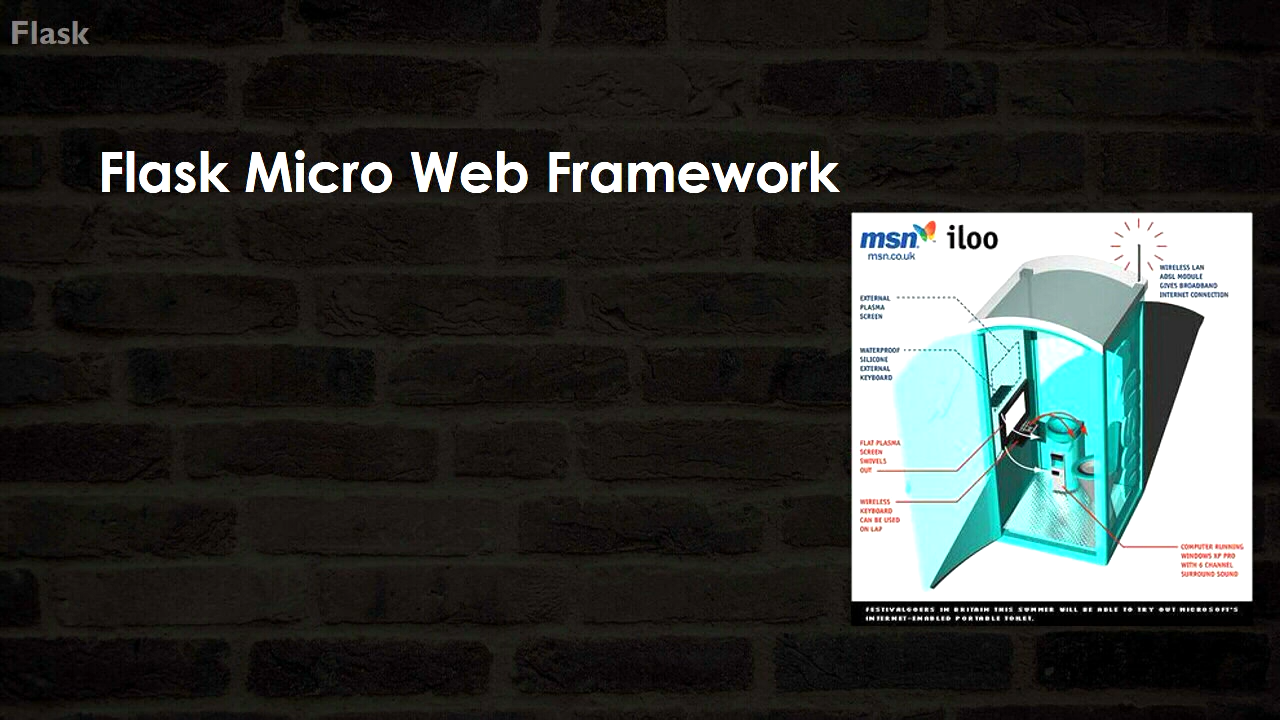 Flask
Flask Micro Web Framework
msn iloo
msn.co.uk
WIRELESS LAN
ADSL MODULE
GIVES BROADBAND
INTERNET CONNECTION
EXTERNAL
PLASMA
SCREEN
WATERPROOF
SILICONE
EXTERNAL
KEYBOARD
FLAT PLASMA
SCREEN
SWIVELS
OUT
WIRELESS
KEYBOARD
CAN BE USED
ON LAP
COMPUTER RUNNING
WINDOWS XP PRO
WITH 6 CHANNEL
SURROUND SOUND
FESTIVALGOERS IN BRITAIN THIS SUMMER WILL BE ABLE TO TRY OUT MICROSOFT'S
INTERNET-ENABLED PORTABLE TOILET.